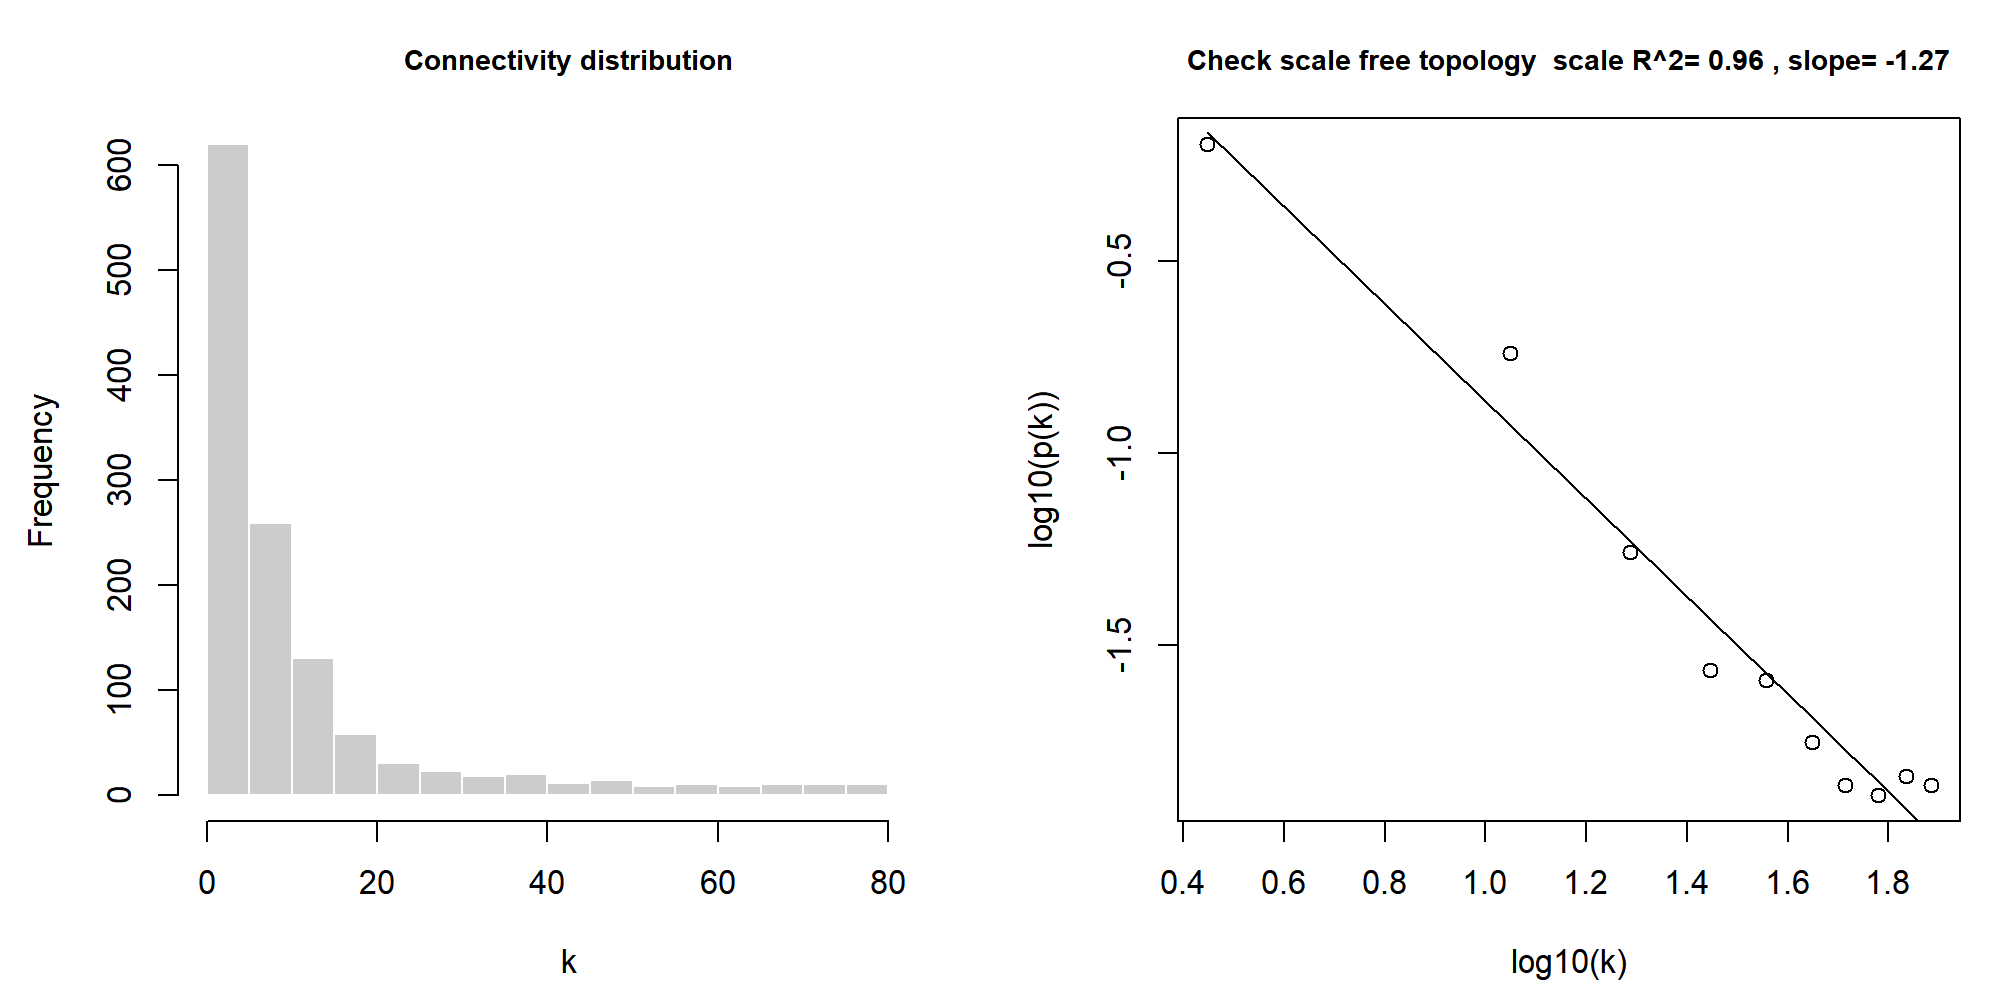 Connectivity distribution
Frequency
600
500
400
300
200
100
0
0 20 40 60 80
k
Check scale free topology  scale R^2= 0.96 , slope= -1.27
log10(p(k))
-0.5
-1.0
-1.5
0.4 0.6 0.8 1.0 1.2 1.4 1.6 1.8
log10(k)